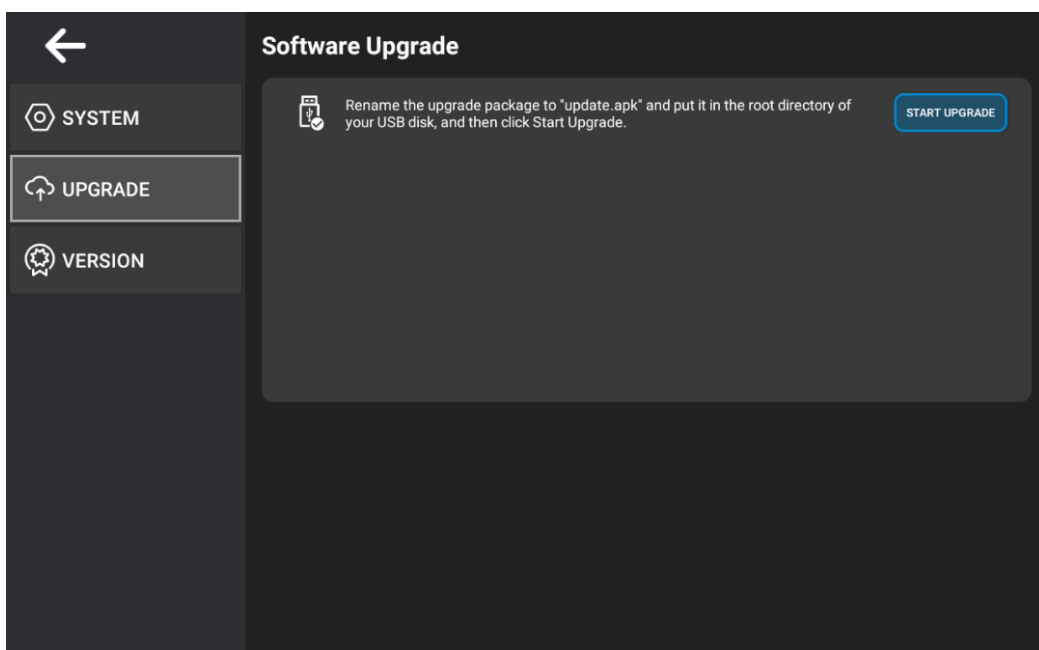 Software Upgrade
SYSTEM
UPGRADE
VERSION
Rename the upgrade package to "update.apk" and put it in the root directory of
your USB disk, and then click Start Upgrade.
START UPGRADE